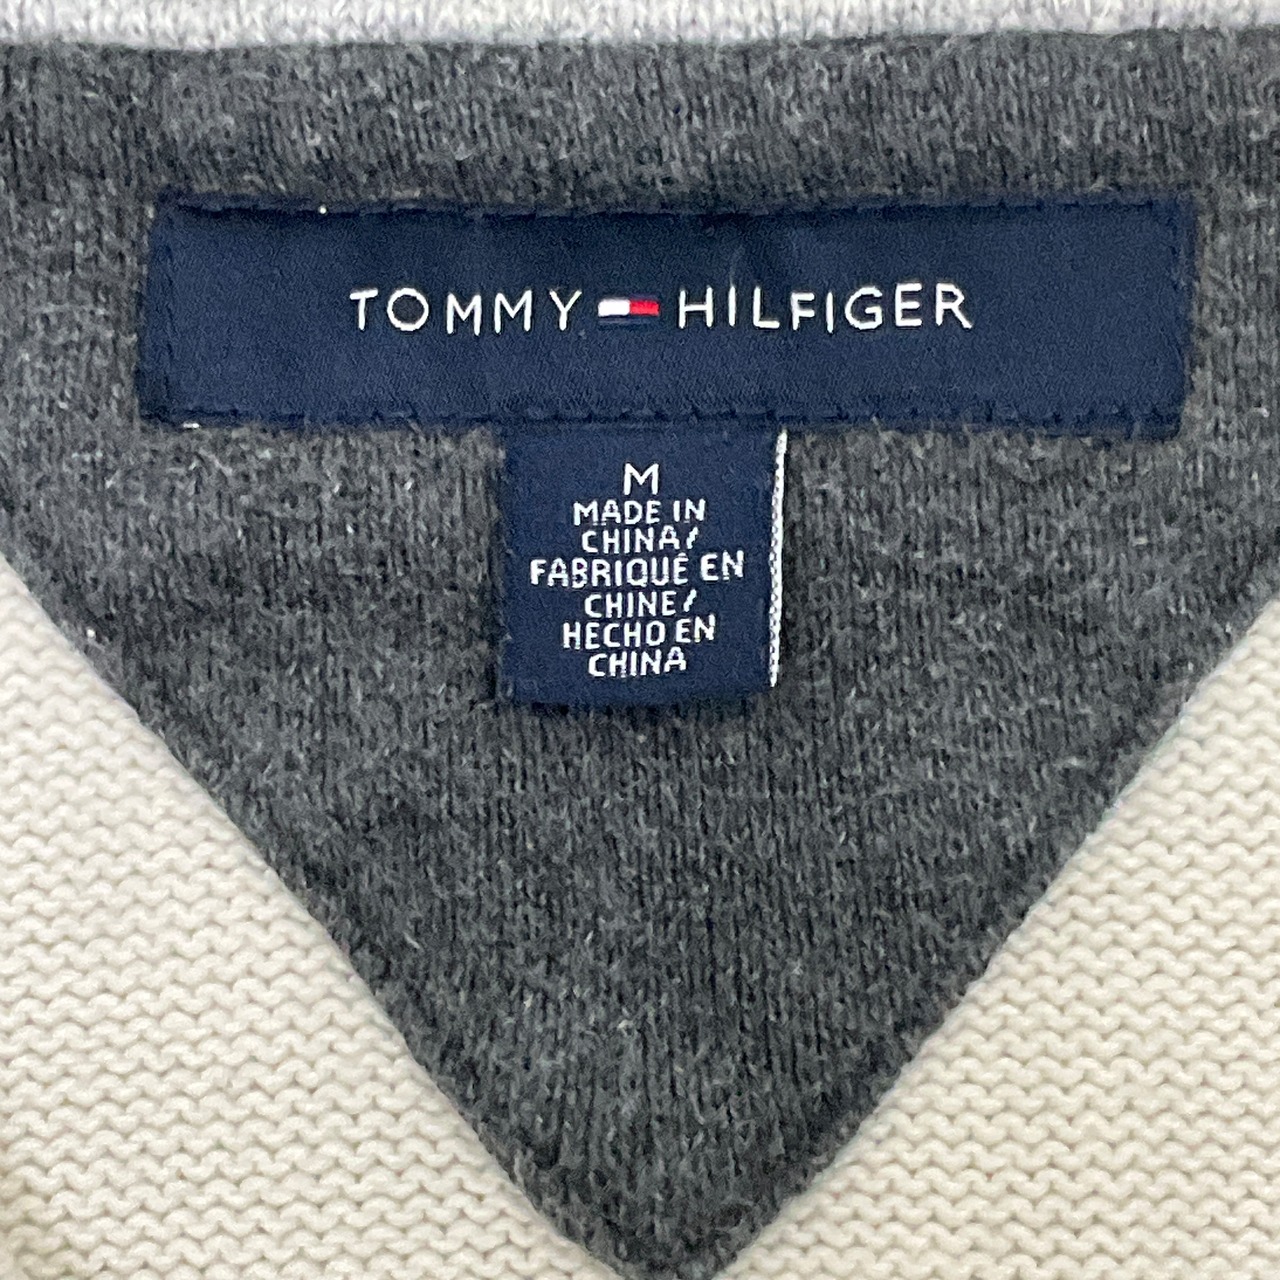 TOMMY HILFIGER
M
MADE IN
CHINA/
FABRIQUÉ EN
CHINE/
HECHO EN
CHINA